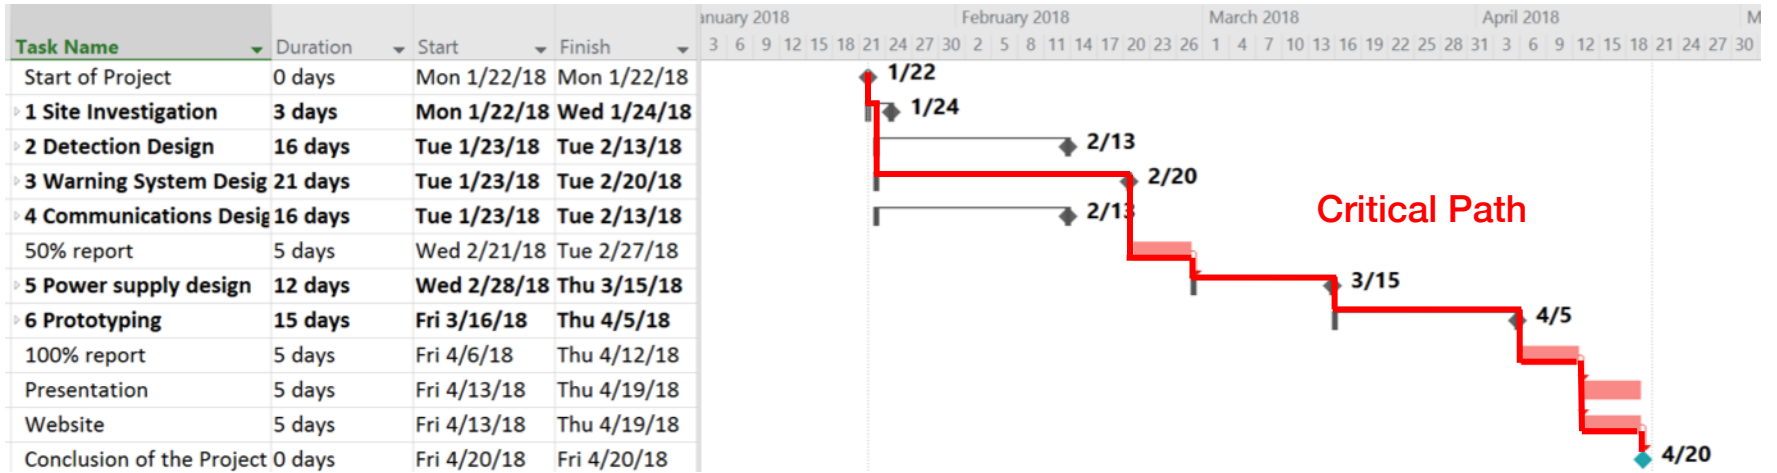 anuary 2018 February 2018 March 2018 April 2018 M
Task Name Duration Start Finish 3 6 9 12 15 18 21 24 27 30 2 5 8 11 14 17 20 23 26 1 4 7 10 13 16 19 22 25 28 31 3 6 9 12 15 18 21 24 27 30
Start of Project 0 days Mon 1/22/18 Mon 1/22/18 1/22
1 Site Investigation 3 days Mon 1/22/18 Wed 1/24/18 1/24
2 Detection Design 16 days Tue 1/23/18 Tue 2/13/18 2/13
3 Warning System Desig 21 days Tue 1/23/18 Tue 2/20/18 2/20
4 Communications Desig 16 days Tue 1/23/18 Tue 2/13/18 2/13
Critical Path
50% report 5 days Wed 2/21/18 Tue 2/27/18
5 Power supply design 12 days Wed 2/28/18 Thu 3/15/18 3/15
6 Prototyping 15 days Fri 3/16/18 Thu 4/5/18 4/5
100% report 5 days Fri 4/6/18 Thu 4/12/18
Presentation 5 days Fri 4/13/18 Thu 4/19/18
Website 5 days Fri 4/13/18 Thu 4/19/18
Conclusion of the Project 0 days Fri 4/20/18 Fri 4/20/18 4/20